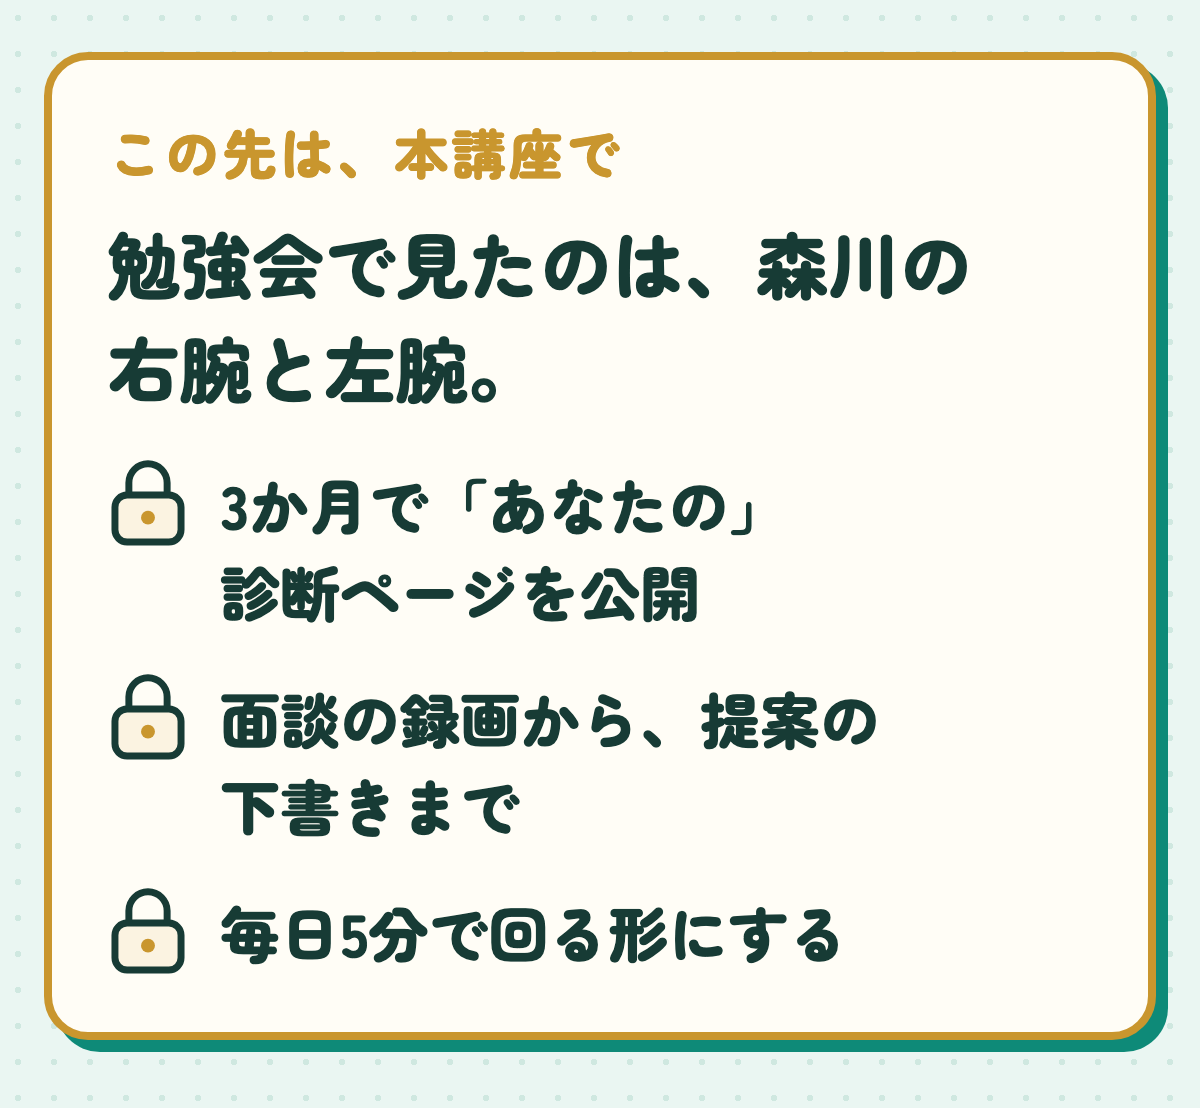 この先は、本講座で
勉強会で見たのは、森川の
右腕と左腕。
3か月で「あなたの」
診断ページを公開
面談の録画から、提案の
下書きまで
毎日5分で回る形にする